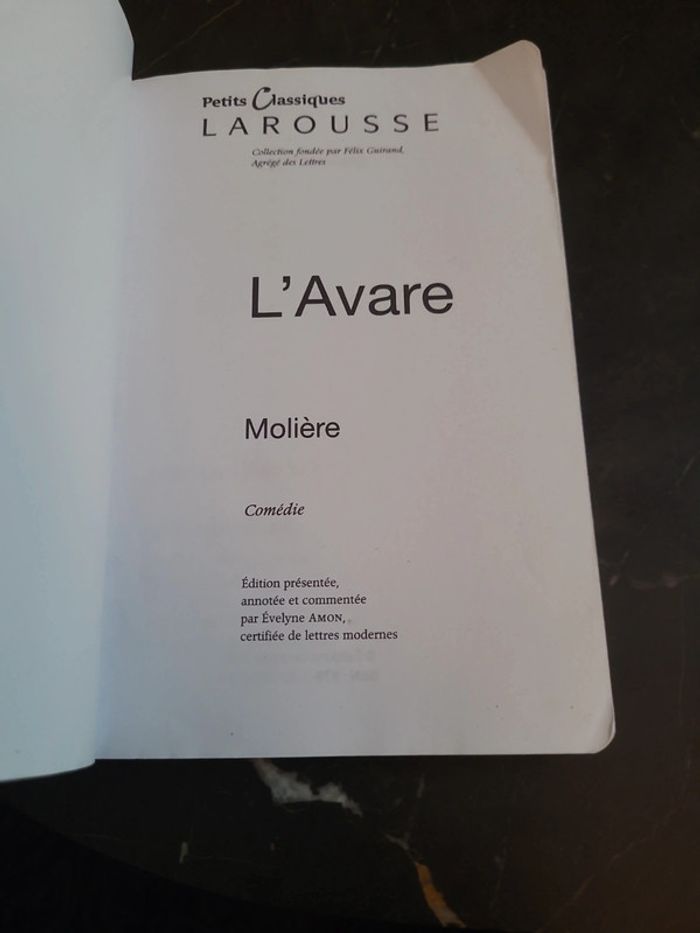 Petits Classiques
LAROUSSE
Collection fondée par Félix Guirand,
Agrégé des Lettres
L’Avare
Molière
Comédie
Édition présentée,
annotée et commentée
par Évelyne AMON,
certifiée de lettres modernes